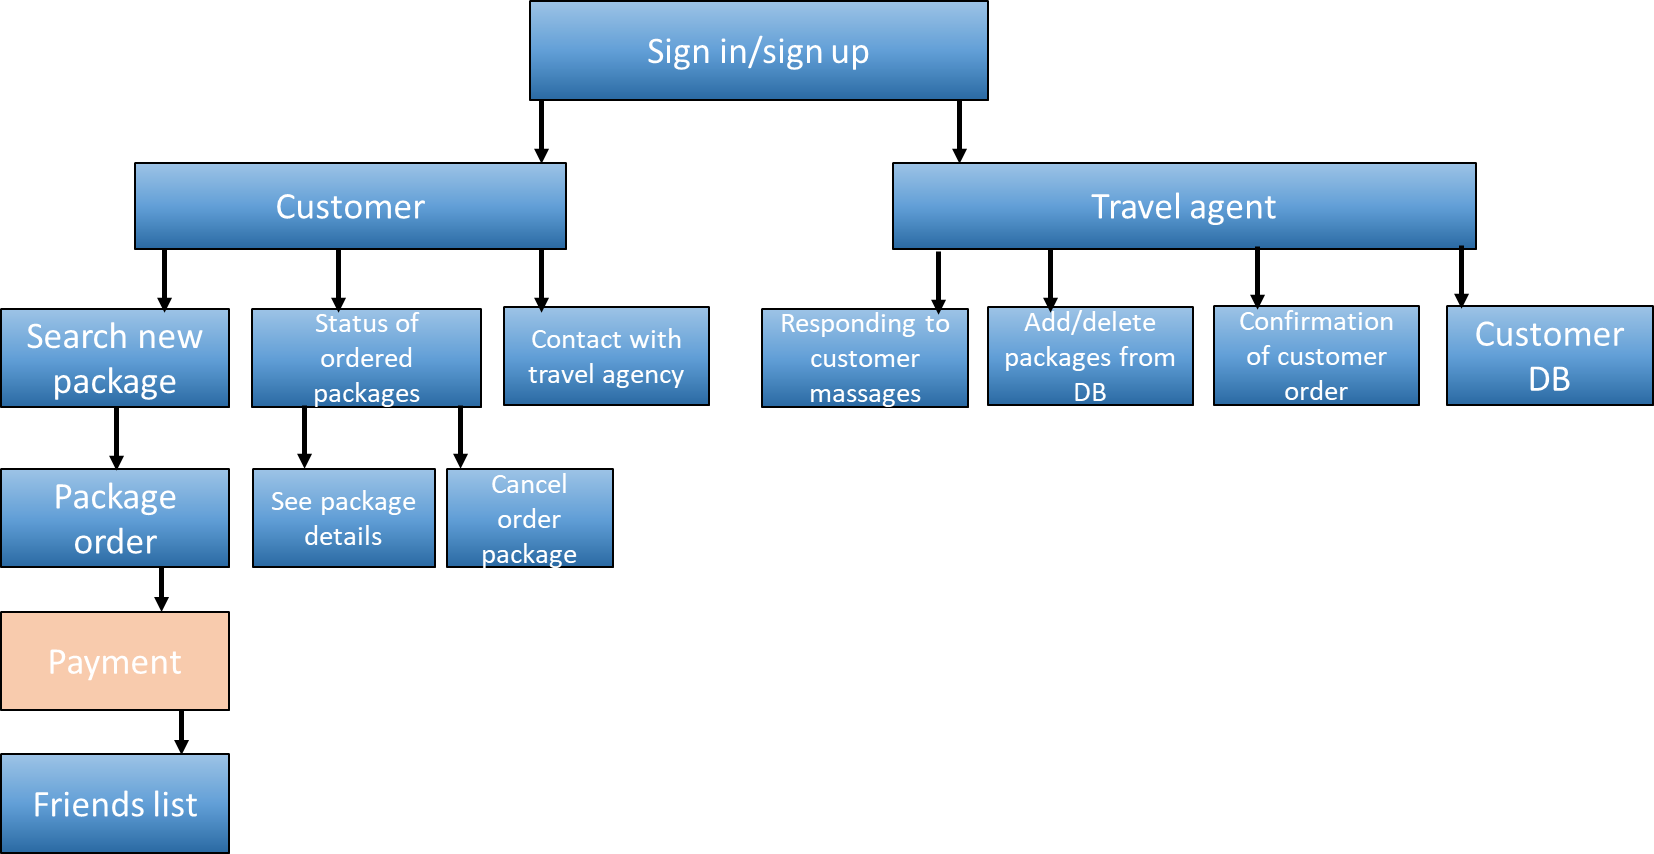 Sign in/sign up
Customer
Travel agent
Search new
package
Status of
ordered
packages
Contact with
travel agency
Responding to
customer
massages
Add/delete
packages from
DB
Confirmation
of customer
order
Customer
DB
Package
order
See package
details
Cancel
order
package
Payment
Friends list